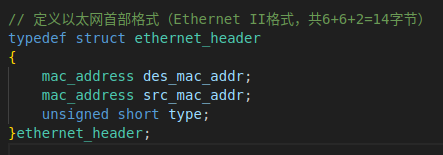 // 定义以太网首部格式（Ethernet II格式，共6+6+2=14字节）
typedef struct ethernet_header
{
    mac_address des_mac_addr;
    mac_address src_mac_addr;
    unsigned short type;
}ethernet_header;